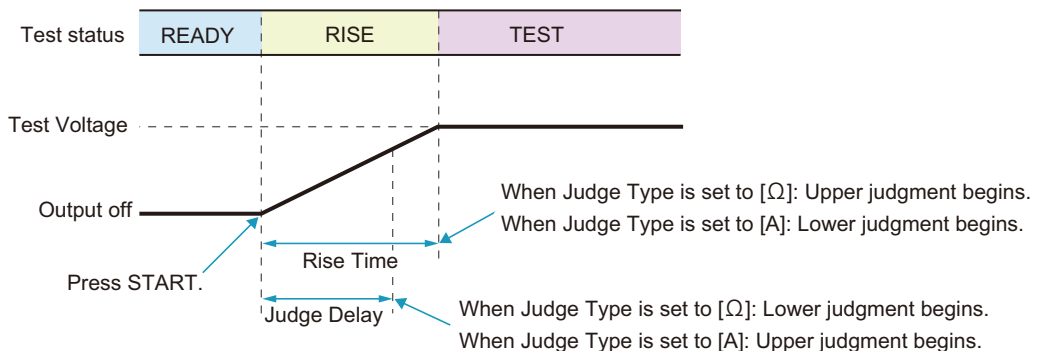 Test status READY RISE TEST
Test Voltage
Output off
When Judge Type is set to [Ω]: Upper judgment begins.
When Judge Type is set to [A]: Lower judgment begins.
Rise Time
Press START.
Judge Delay
When Judge Type is set to [Ω]: Lower judgment begins.
When Judge Type is set to [A]: Upper judgment begins.